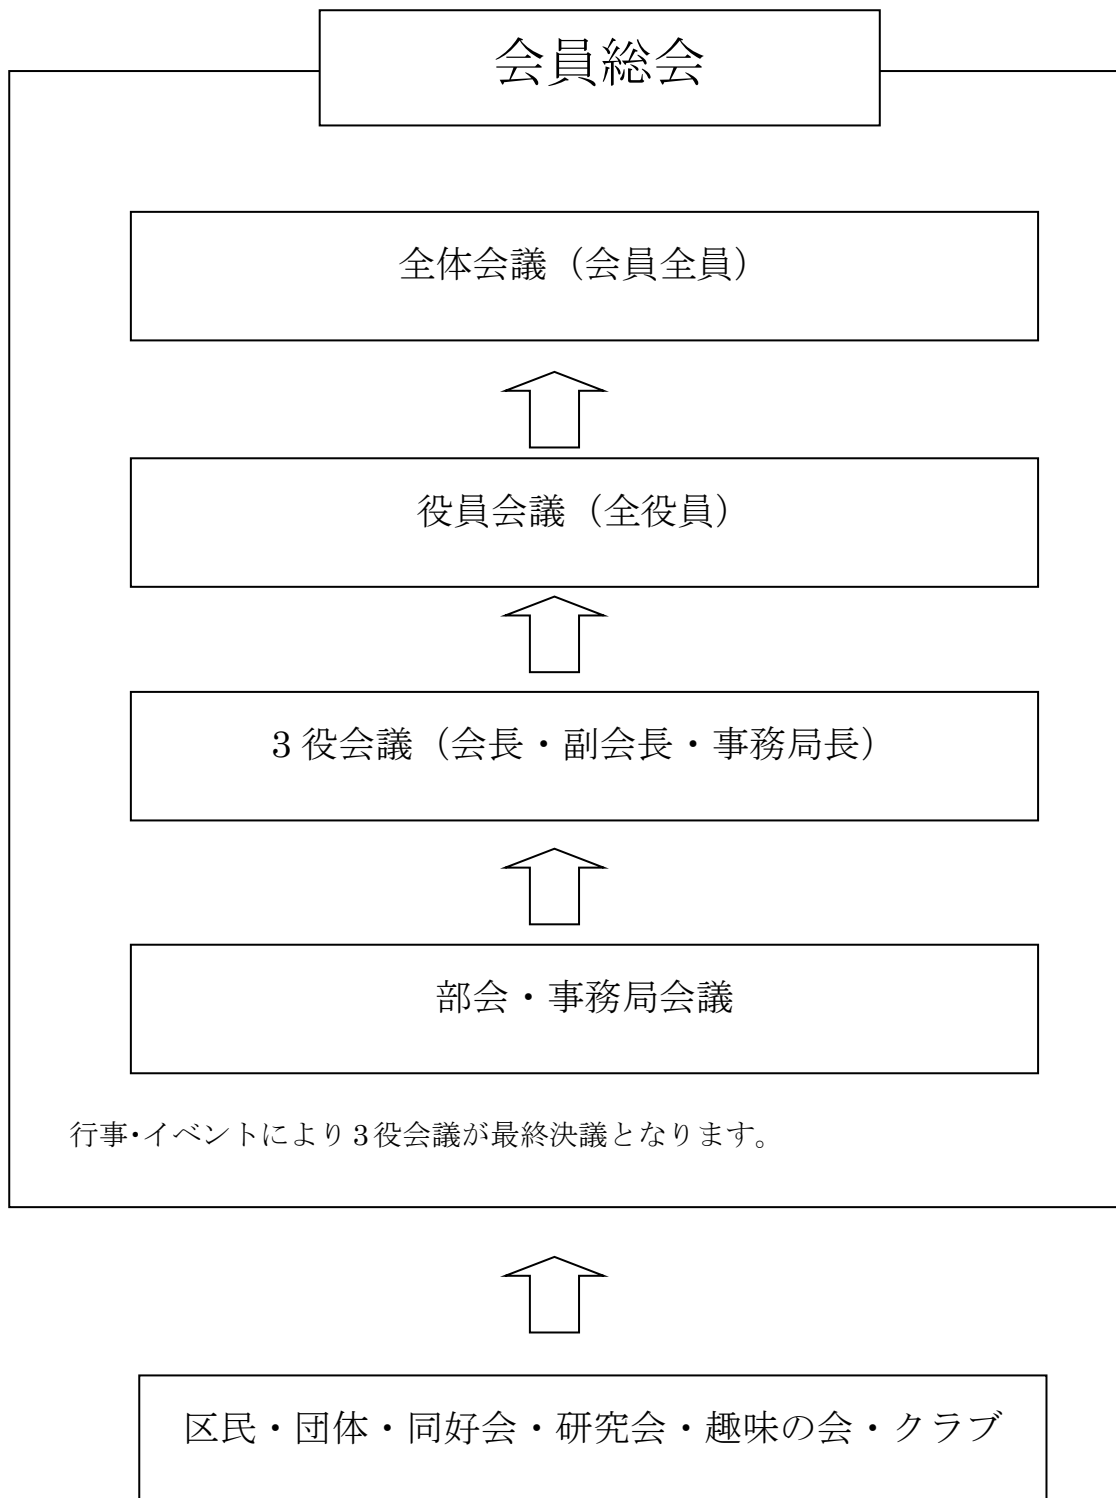 会員総会
全体会議（会員全員）
役員会議（全役員）
3 役会議（会長・副会長・事務局長）
部会・事務局会議
行事･イベントにより 3 役会議が最終決議となります。
区民・団体・同好会・研究会・趣味の会・クラブ